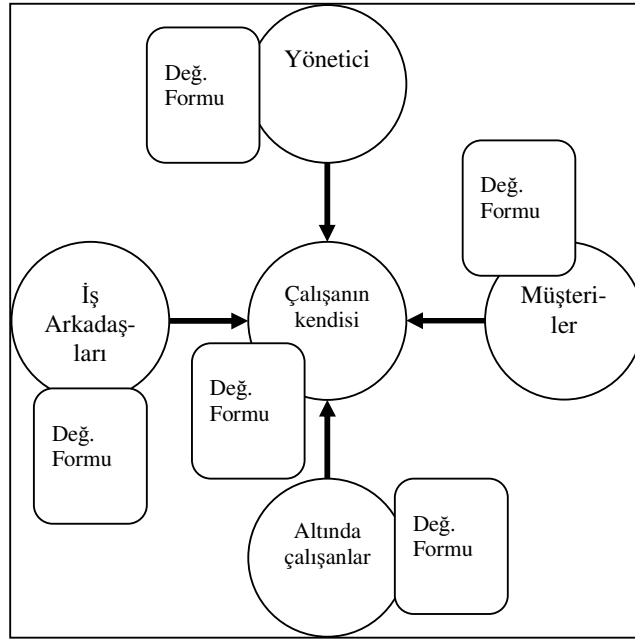 Değ.
Formu
Yönetici
Değ.
Formu
İş
Arkadaş-
ları
Çalışanın
kendisi
Müşteri-
ler
Değ.
Formu
Değ.
Formu
Altında
çalışanlar
Değ.
Formu